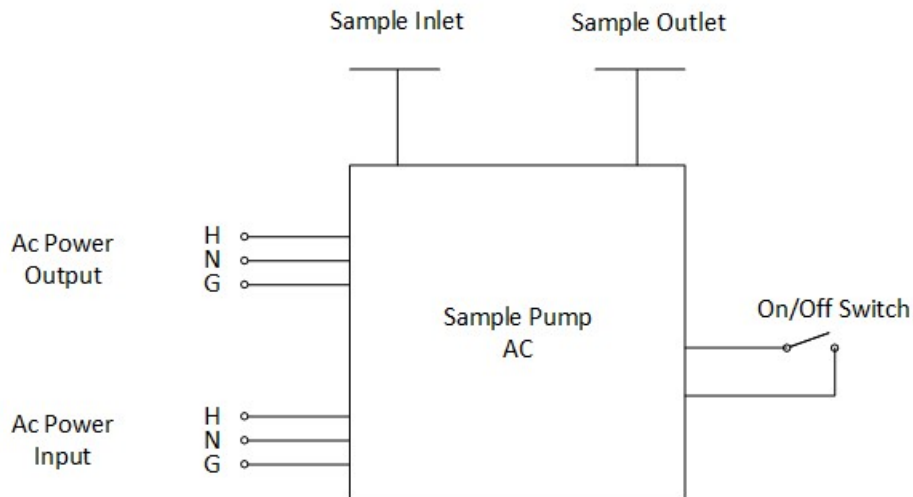 Sample Inlet
Sample Outlet
Ac Power
Output
H
N
G
Sample Pump
AC
On/Off Switch
Ac Power
Input
H
N
G